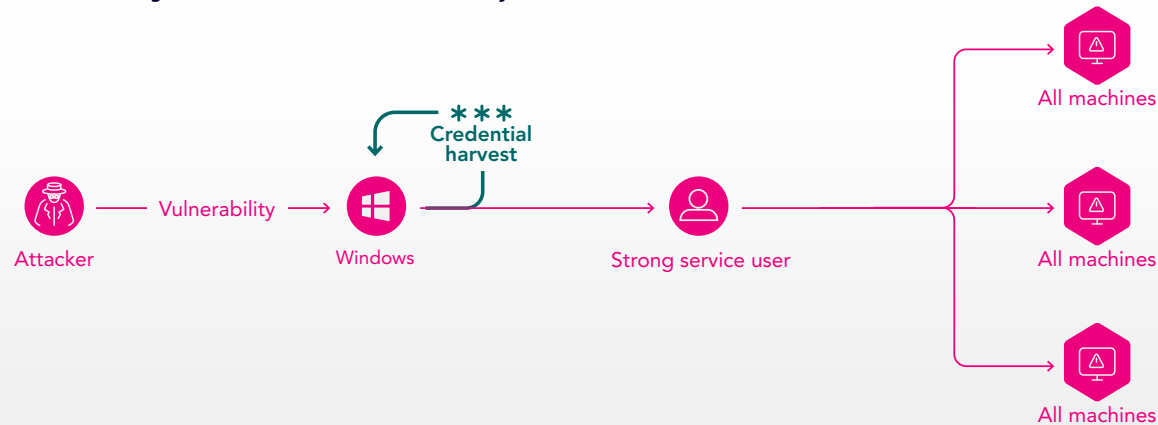 All machines
***
Credential
harvest
Vulnerability
Attacker
Windows
Strong service user
All machines
All machines